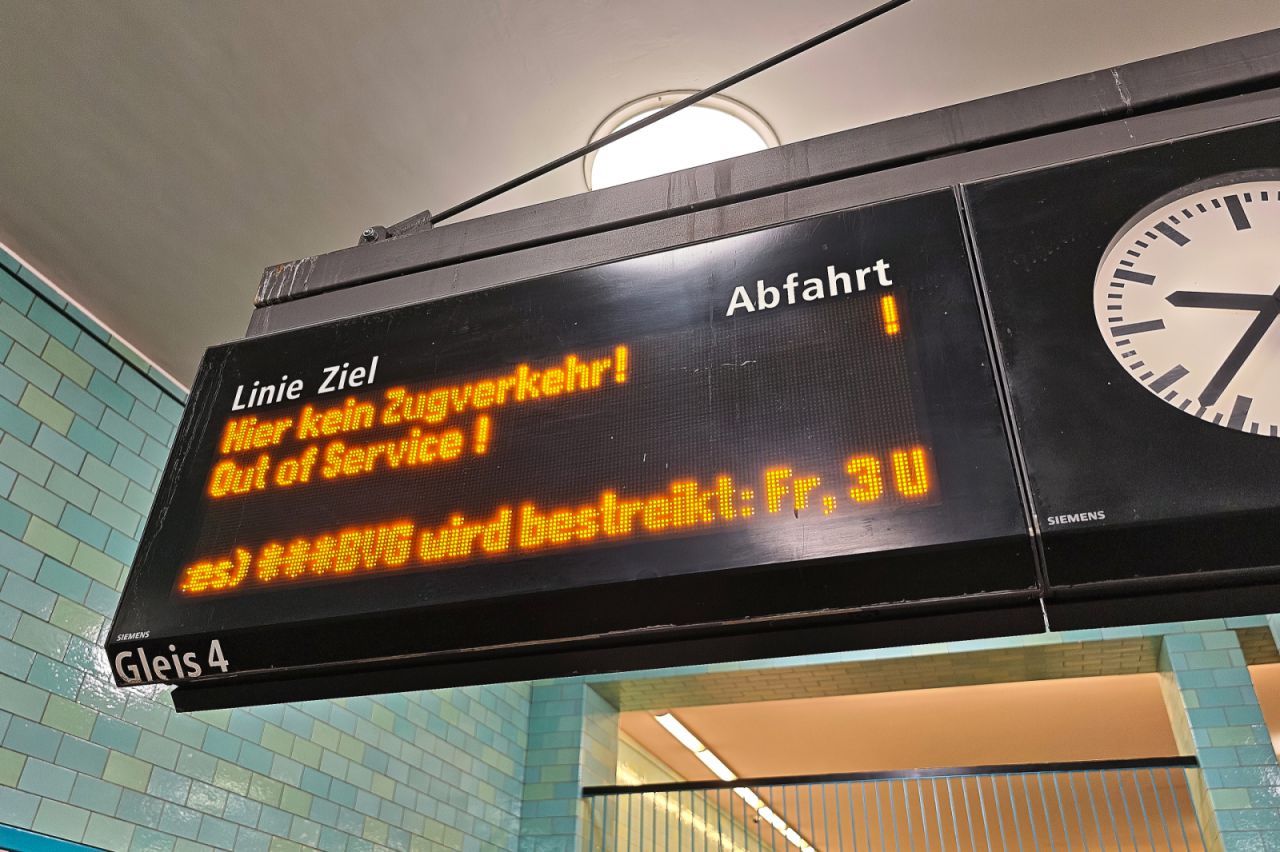 Linie Ziel
Abfahrt
!
Hier kein Zugverkehr!
Out of Service !
es) ***BVG wird bestreikt: Fr, 3 U
SIEMENS
SIEMENS
Gleis 4